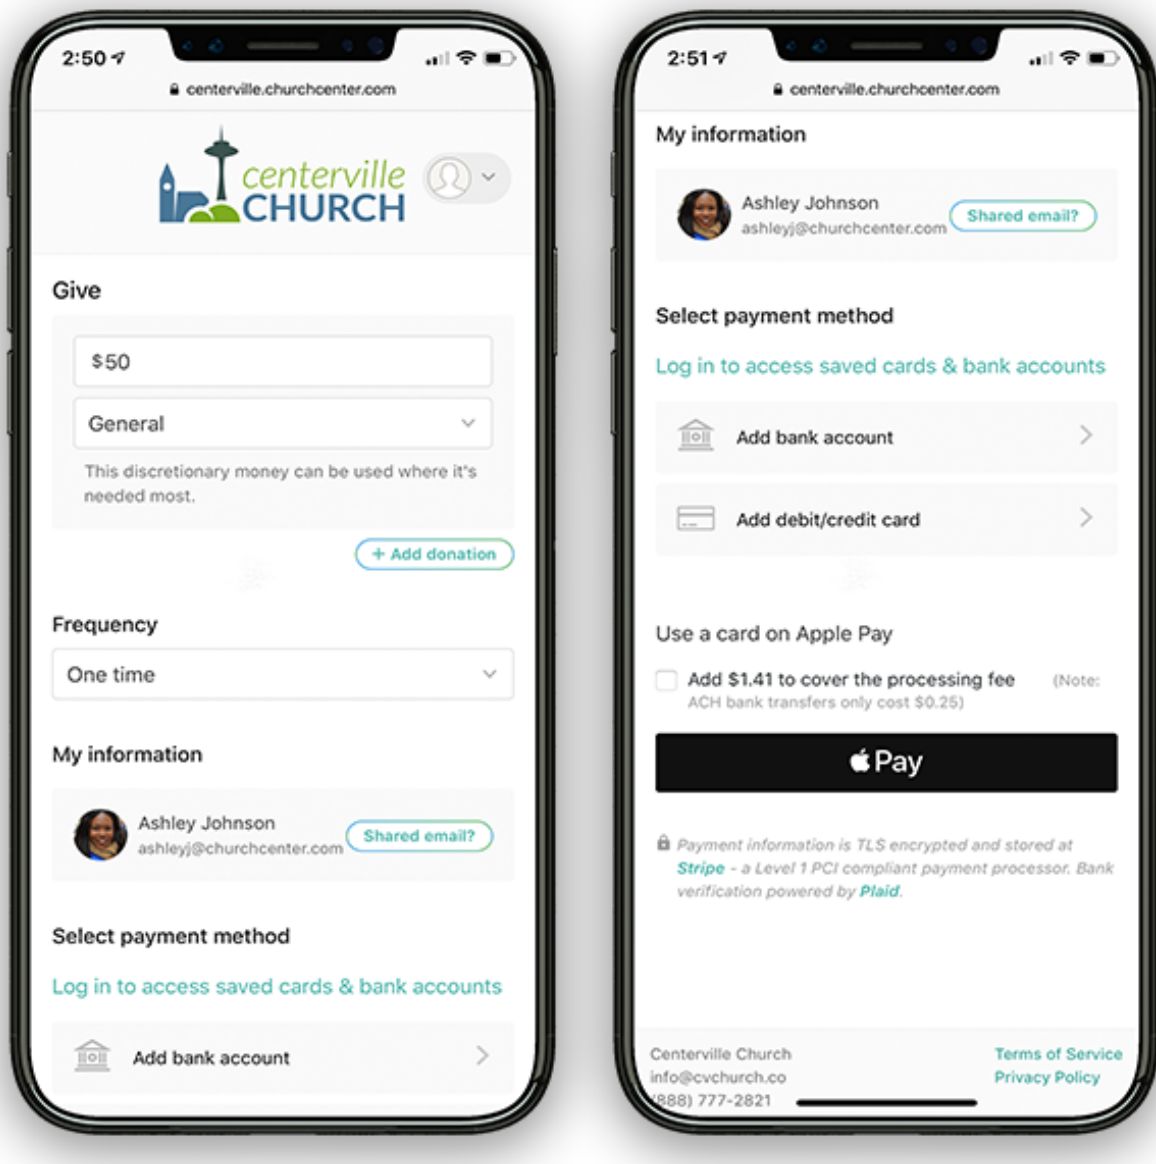 2:50
centerville.churchcenter.com
centerville
CHURCH
Give
$50
General
This discretionary money can be used where it's
needed most.
+ Add donation
Frequency
One time
My information
Ashley Johnson
ashleyj@churchcenter.com
Shared email?
Select payment method
Log in to access saved cards & bank accounts
Add bank account
2:51
centerville.churchcenter.com
My information
Ashley Johnson
ashleyj@churchcenter.com
Shared email?
Select payment method
Log in to access saved cards & bank accounts
Add bank account
Add debit/credit card
Use a card on Apple Pay
Add $1.41 to cover the processing fee (Note:
ACH bank transfers only cost $0.25)
Pay
Payment information is TLS encrypted and stored at
Stripe - a Level 1 PCI compliant payment processor. Bank
verification powered by Plaid.
Centerville Church Terms of Service
info@cvchurch.co Privacy Policy
(888) 777-2821